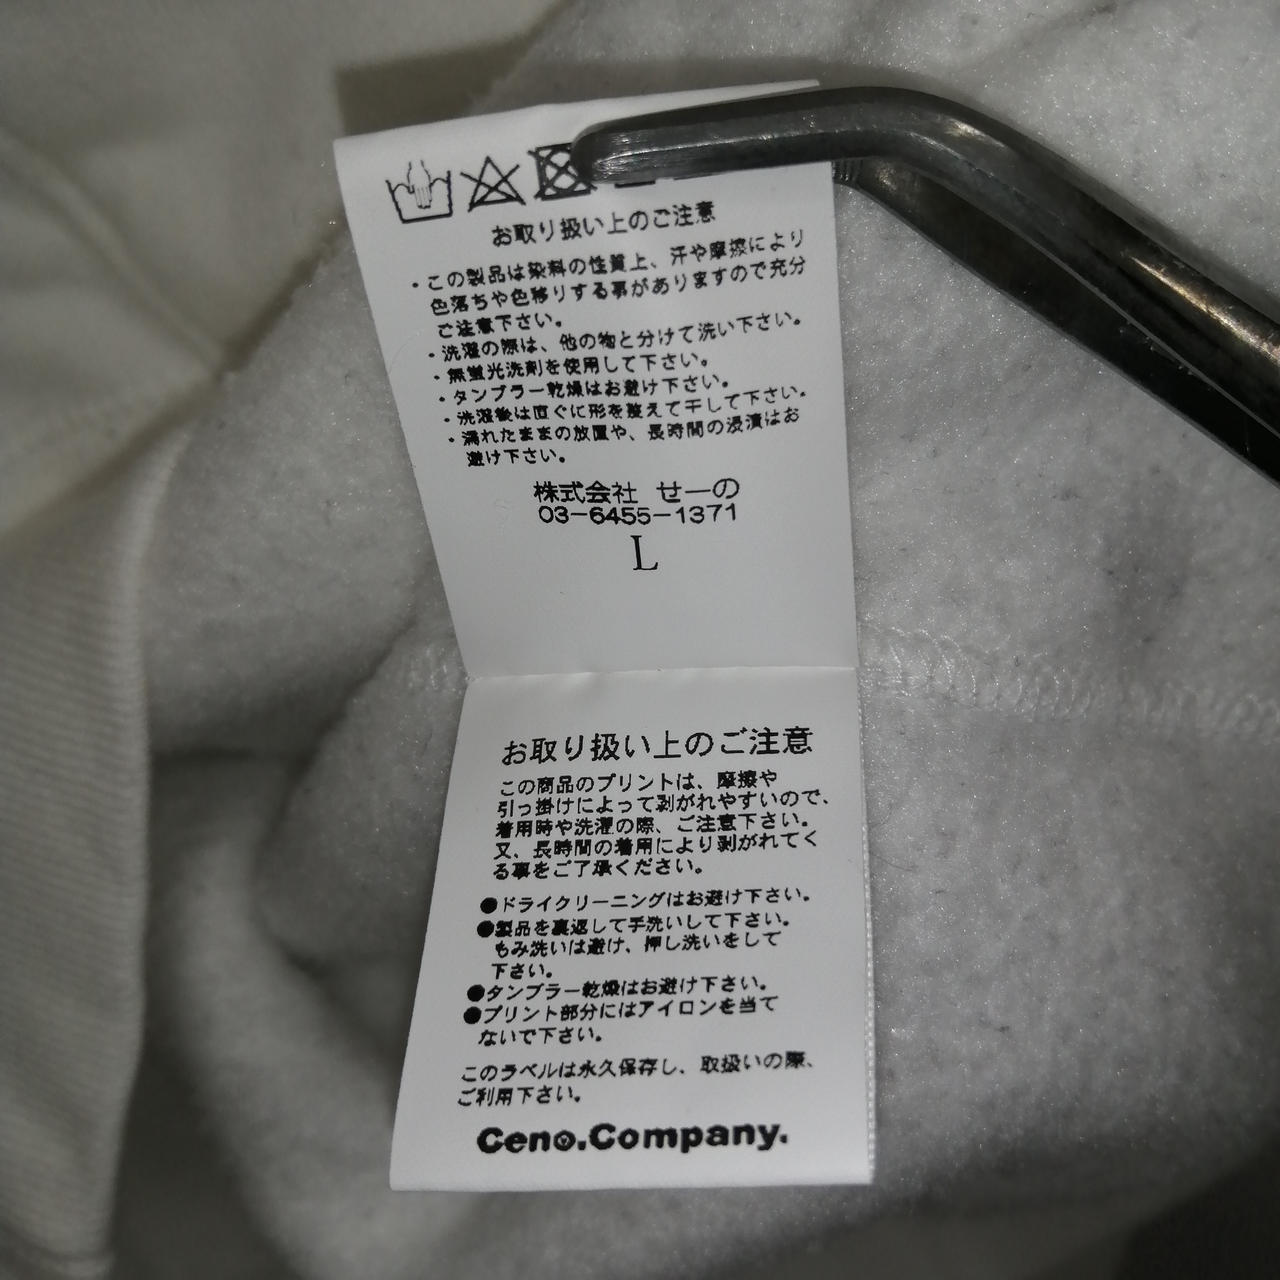 お取り扱い上のご注意
・この製品は染料の性質上、汗や摩擦により
色落ちや色移りする事がありますので充分
ご注意下さい。
・洗濯の際は、他の物と分けて洗い下さい。
・無蛍光洗剤を使用して下さい。
・タンブラー乾燥はお避け下さい。
・洗濯後は直ぐに形を整えて干して下さい。
・濡れたままの放置や、長時間の浸漬はお
避け下さい。
株式会社 せーの
03-6455-1371
L
お取り扱い上のご注意
この商品のプリントは、摩擦や
引っ掛けによって剥がれやすいので、
着用時や洗濯の際、ご注意下さい。
又、長時間の着用により剥がれてく
る事をご了承ください。
●ドライクリーニングはお避け下さい。
●製品を裏返して手洗いして下さい。
もみ洗いは避け、押し洗いをして
下さい。
●タンブラー乾燥はお避け下さい。
●プリント部分にはアイロンを当て
ないで下さい。
このラベルは永久保存し、取扱いの際、
ご利用下さい。
Ceno.Company.